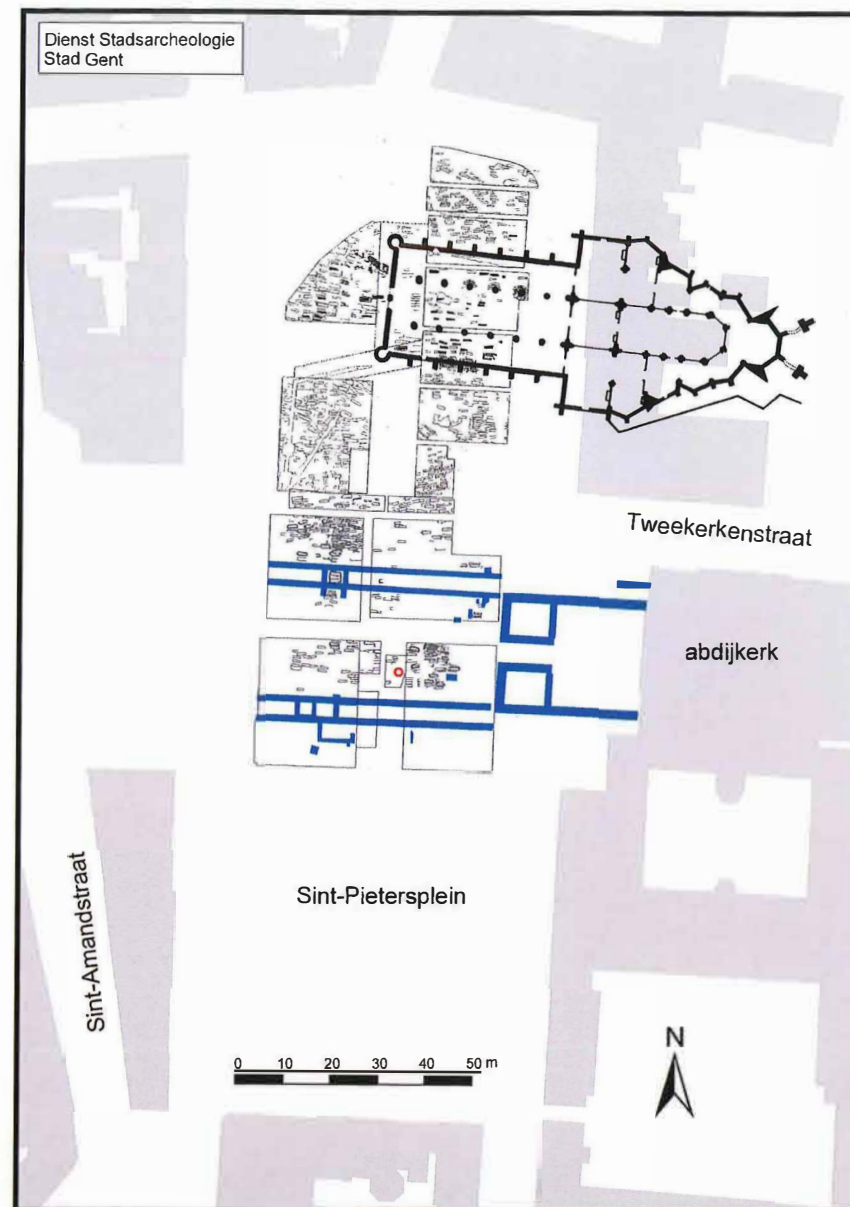 Dienst Stadsarcheologie
Stad Gent
Tweekerkenstraat
abdijkerk
Sint-Pietersplein
Sint-Amandstraat
0 10 20 30 40 50 m
N